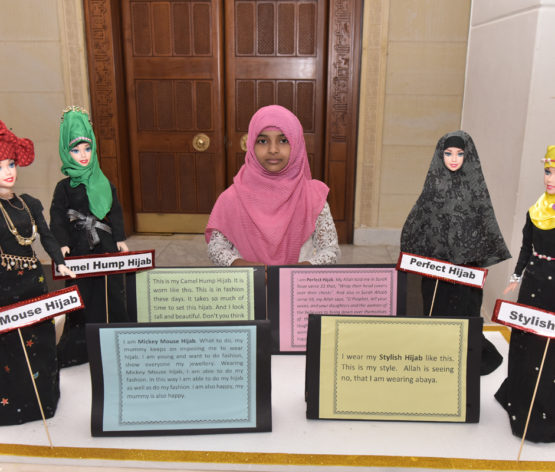 Camel Hump Hijab
Perfect Hijab
Mouse Hijab
Stylish
This is my Camel Hump Hijab. It is
worn like this. This is in fashion
these days. It takes so much of
time to set this hijab. And I look
tall and beautiful. Don't you think
I am Perfect Hijab. My Allah told me in Surah
I am Mickey Mouse Hijab. What to do, my
mummy keeps on
me to wear
hijab. I am young and want to do fashion,
show everyone my jewellery. Wearing
Mickey Mouse Hijab, I am able to do my
fashion. In this way I am able to do my hijab
as well as do my fashion. I am also happy, my
mummy is also happy.
I wear my Stylish Hijab like this.
This is my style. Allah is seeing
no, that I am wearing abaya.